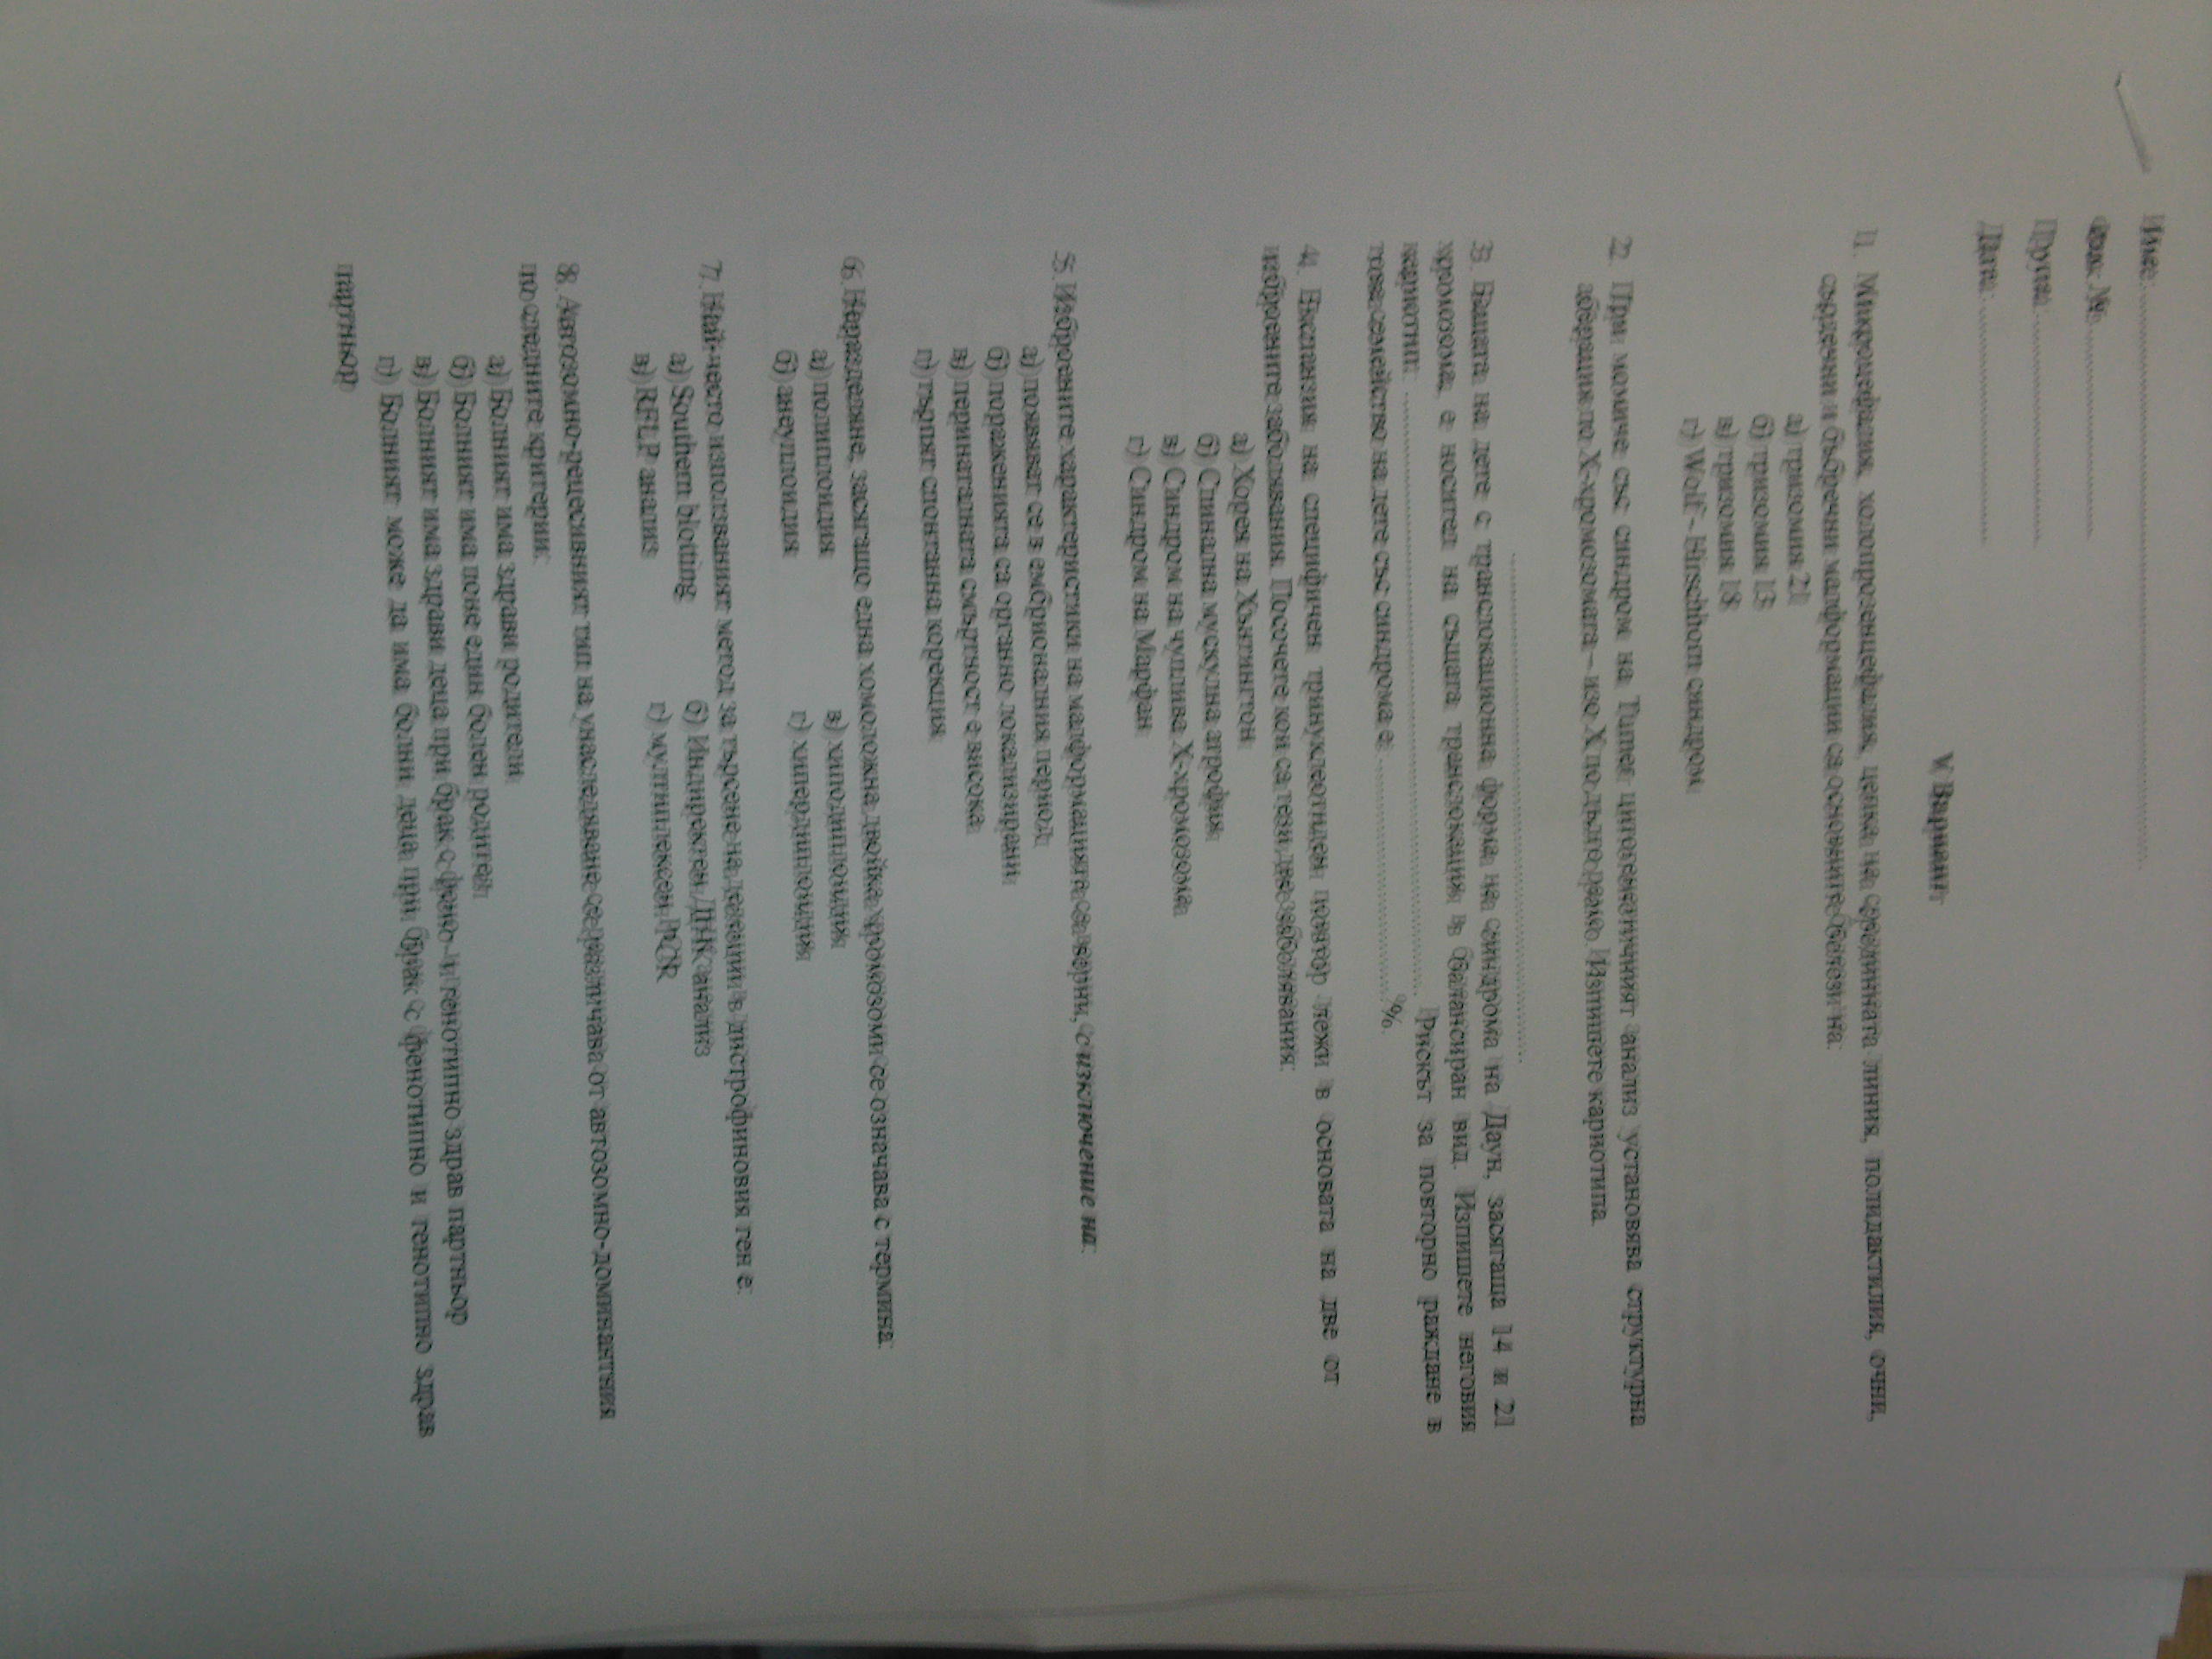 Име:........................................................
Фак. №...........................
Група: ...........................
Дата: ...........................
V Вариант
1. Микроцефалия, холопрозенцефалия, цепка на срединната линия, полидактилия, очни,
сърдечни и бъбречни малформации са основните белези на:
а) тризомия 21
б) тризомия 13
в) тризомия 18
г) Wolf - Hirschhorn синдром
2. При момиче със синдром на Turner цитогенетичният анализ установява структурна
аберация по Х-хромозомата – изо Х по дълго рамо. Изпишете кариотипа.
............................................................
3. Бащата на дете с транслокационна форма на синдрома на Даун, засягаща 14 и 21
хромозома, е носител на същата транслокация в балансиран вид. Изпишете неговия
кариотип: ............................................................. Рискът за повторно раждане в
това семейство на дете със синдрома е: ..............................%.
4. Експанзия на специфичен тринуклеотиден повтор лежи в основата на две от
изброените заболявания. Посочете кои са тези две заболявания:
а) Хорея на Хънтингтон
б) Спинална мускулна атрофия
в) Синдром на чуплива Х-хромозома
г) Синдром на Марфан
5. Изброените характеристики на малформациите са верни, с изключение на:
а) появяват се в ембрионалния период
б) пораженията са органно локализирани
в) перинаталната смъртност е висока
г) търпят спонтанна корекция
6. Неразделяне, засягащо една хомоложна двойка хромозоми се означава с термина:
а) полиплоидия в) хиподиплоидия
б) анеуплоидия г) хипердиплоидия
7. Най-често използваният метод за търсене на делеции в дистрофиновия ген е:
а) Southern blotting б) Индиректен ДНК анализ
в) RFLP анализ г) мултиплексен PCR
8. Автозомно-рецесивният тип на унаследяване се различава от автозомно-доминантния
по следните критерии:
а) Болният има здрави родители
б) Болният има поне един болен родител
в) Болният има здрави деца при брак с фено- и генотипно здрав партньор
г) Болният може да има болни деца при брак с фенотипно и генотипно здрав
партньор